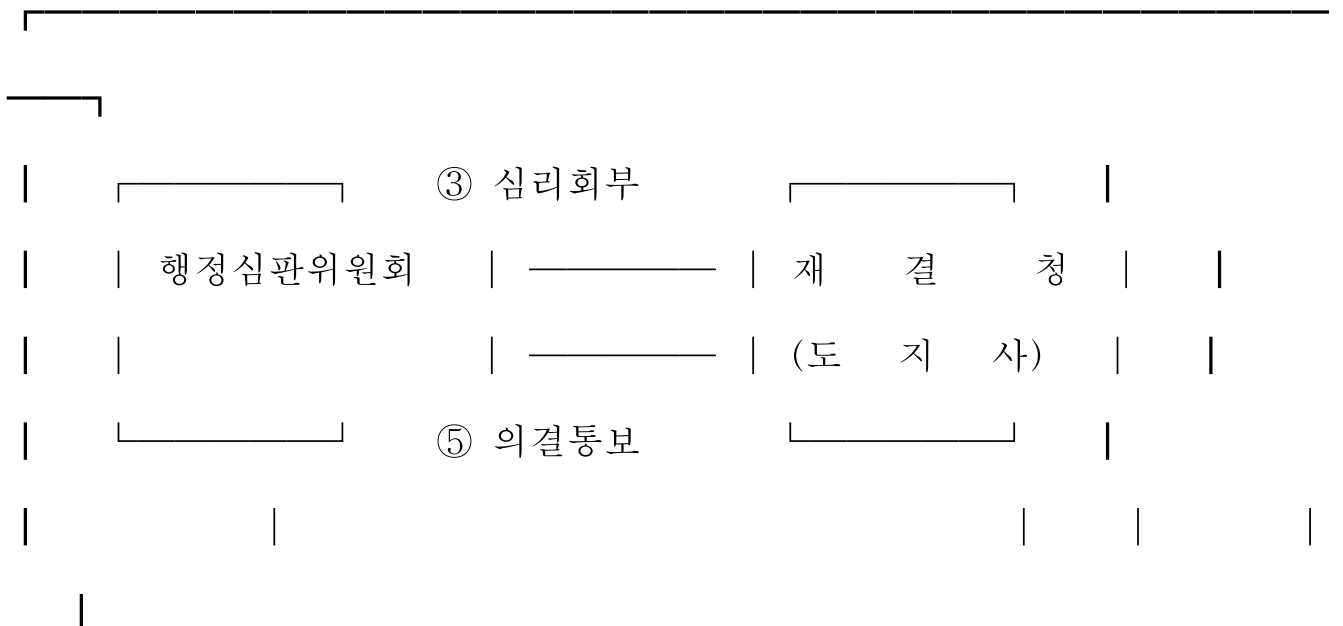 ③ 심리회부
행정심판위원회 재 결 청
(도 지 사)
⑤ 의결통보